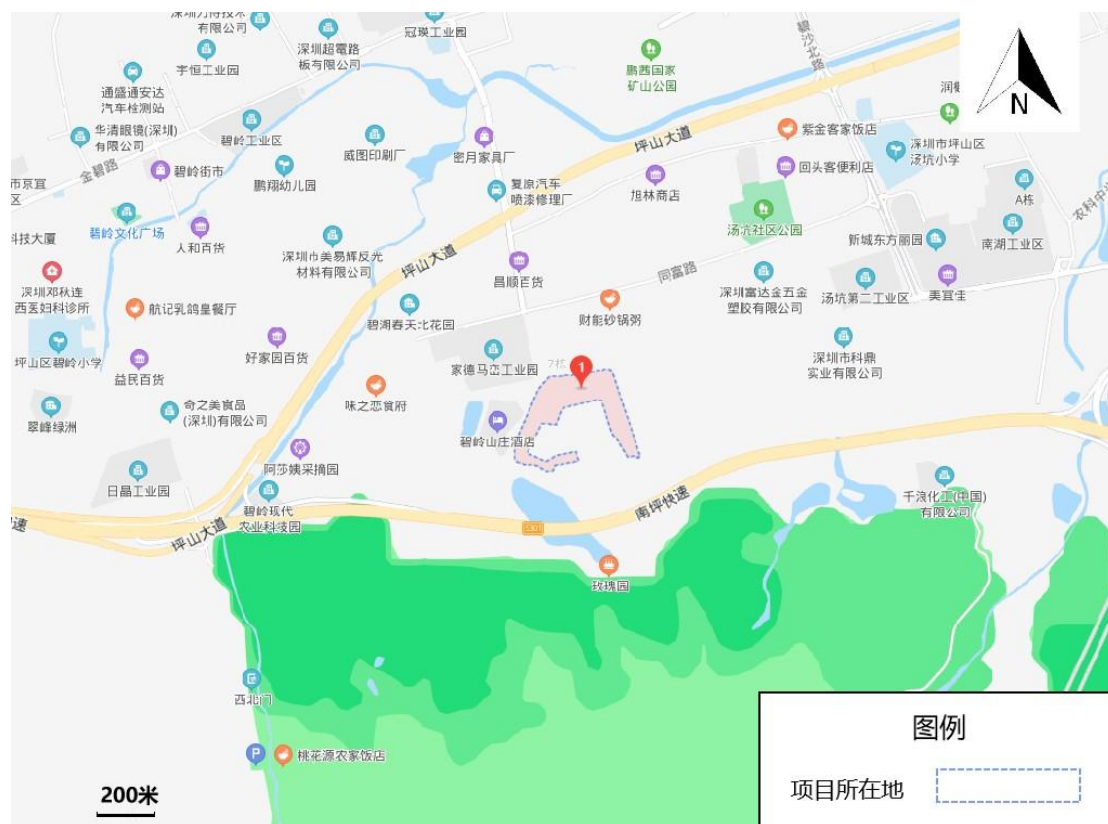 深圳力得技术
有限公司
宇恒工业园
深圳超電路
板有限公司
冠瑛工业园
碧沙北路
鹏茜国家
矿山公园
N
通盛通安达
汽车检测站
华清眼镜(深圳)
有限公司
碧岭工业区
威图印刷厂
密月家具厂
坪山大道
紫金客家饭店
深圳市坪山区
汤坑小学
金碧路
碧岭街市
鹏翔幼儿园
复原汽车
喷漆修理厂
旭林商店
回头客便利店
A栋
碧岭文化广场
人和百货
汤坑社区公园
新城东方丽园
南湖工业区
科技大厦
深圳市美易辉反光
材料有限公司
坪山大道
昌顺百货
同富路
深圳邓秋连
西医妇科诊所
航记乳鸽皇餐厅
碧湖春天北花园
财能砂锅粥
深圳富达金五金
塑胶有限公司
汤坑第二工业区
美宜佳
坪山区碧岭小学
好家园百货
家德马峦工业园
7栋
1
深圳市科鼎
实业有限公司
益民百货
味之恋食府
翠峰绿洲
奇之美食品
(深圳)有限公司
碧岭山庄酒店
阿莎姨采摘园
日昌工业园
碧岭现代
农业科技园
南坪快速
千浪化工(中国)
有限公司
坪山大道
玫瑰园
西北门
P
桃花源农家饭店
200米
图例
项目所在地